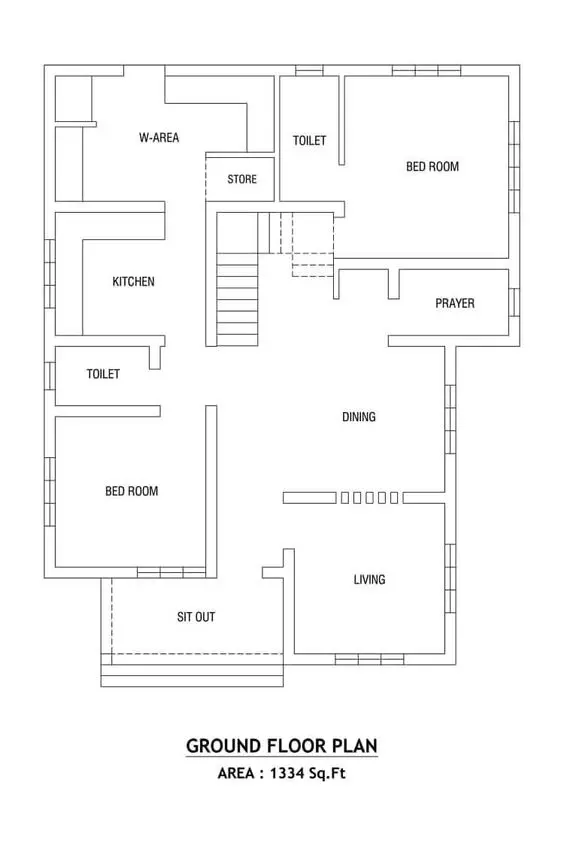 W-AREA
TOILET
BED ROOM
STORE
KITCHEN
PRAYER
TOILET
DINING
BED ROOM
LIVING
SIT OUT
GROUND FLOOR PLAN
AREA : 1334 Sq.Ft